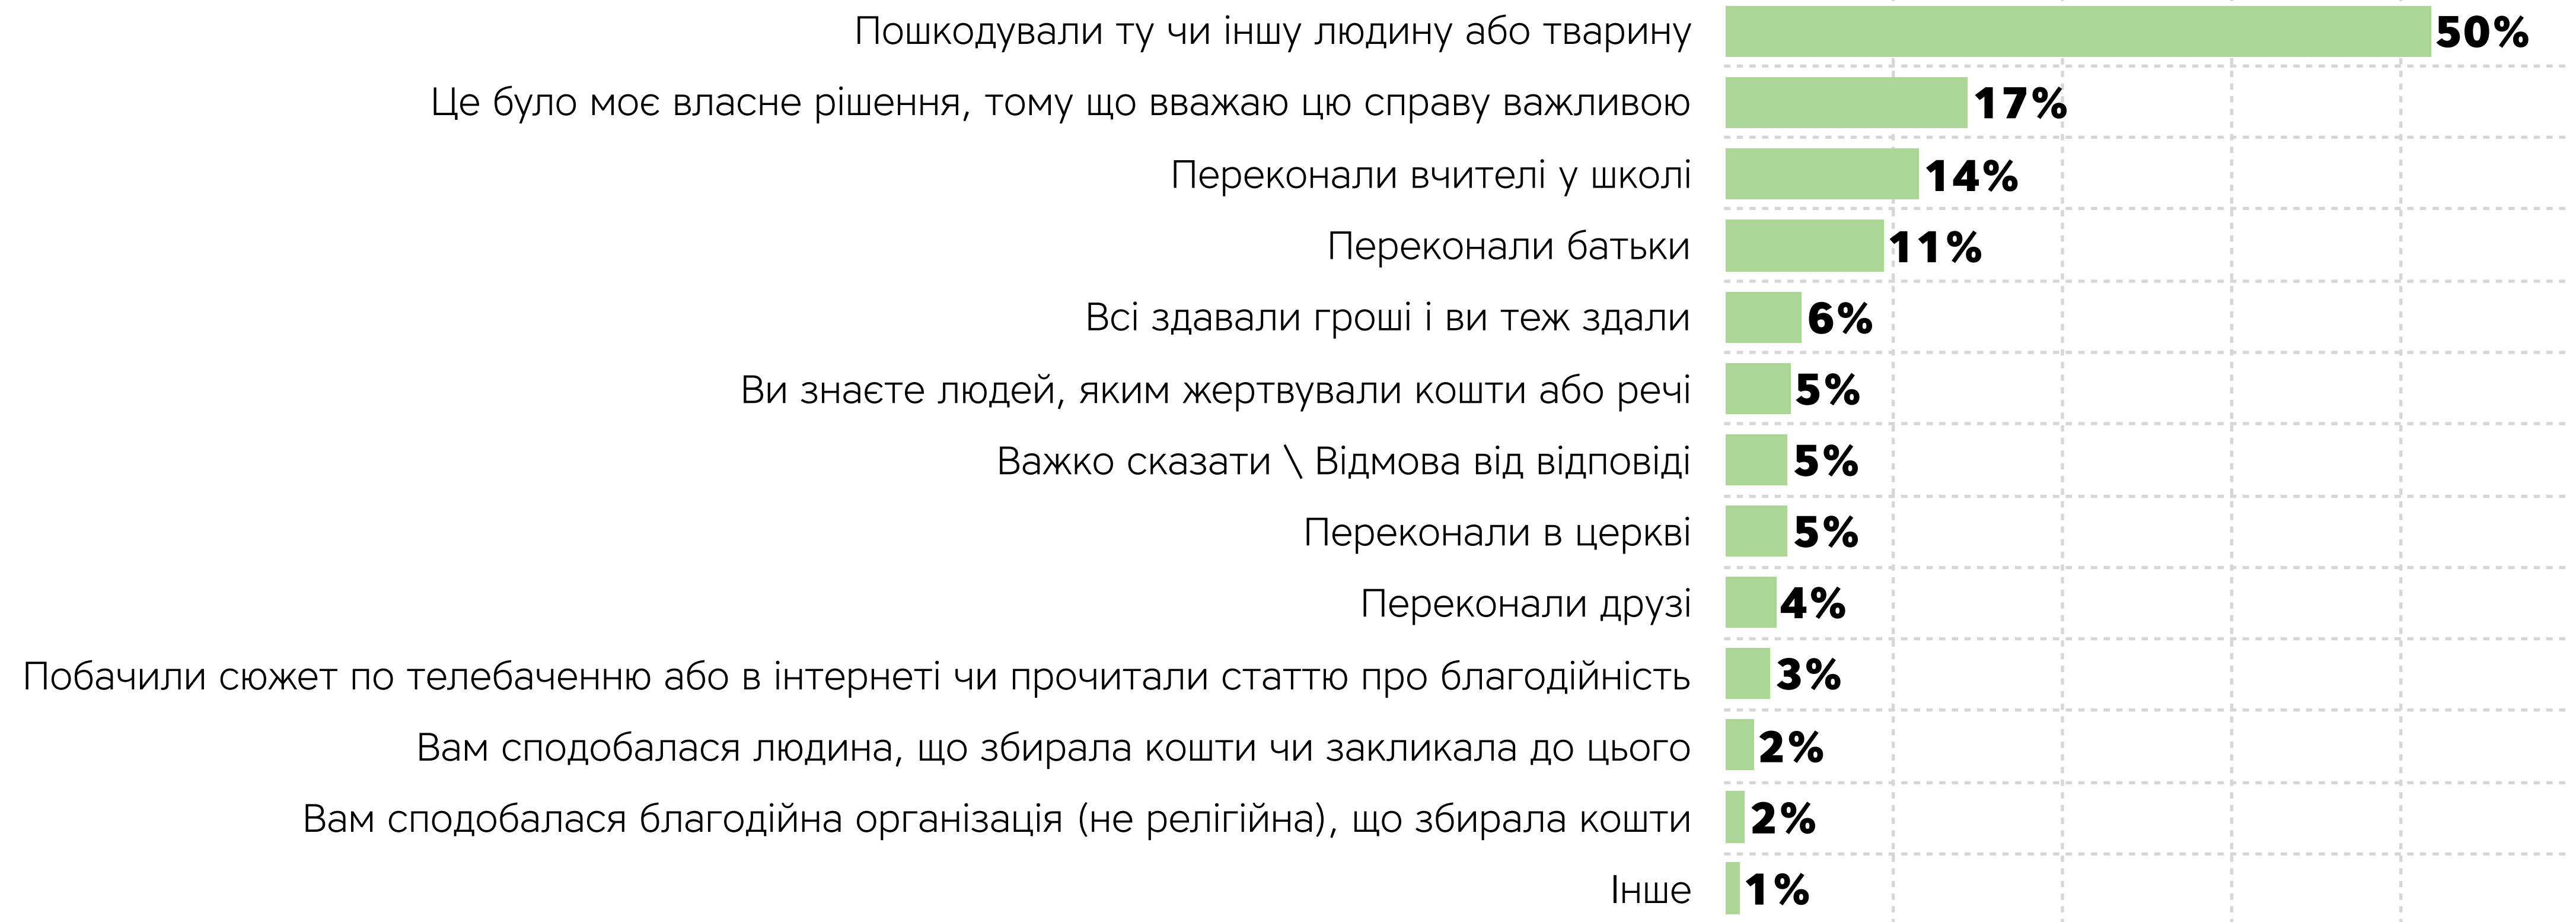 Пошкодували ту чи іншу людину або тварину 50%
Це було моє власне рішення, тому що вважаю цю справу важливою 17%
Переконали вчителі у школі 14%
Переконали батьки 11%
Всі здавали гроші і ви теж здали 6%
Ви знаєте людей, яким жертвували кошти або речі 5%
Важко сказати \ Відмова від відповіді 5%
Переконали в церкві 5%
Переконали друзі 4%
Побачили сюжет по телебаченню або в інтернеті чи прочитали статтю про благодійність 3%
Вам сподобалася людина, що збирала кошти чи закликала до цього 2%
Вам сподобалася благодійна організація (не релігійна), що збирала кошти 2%
Інше 1%